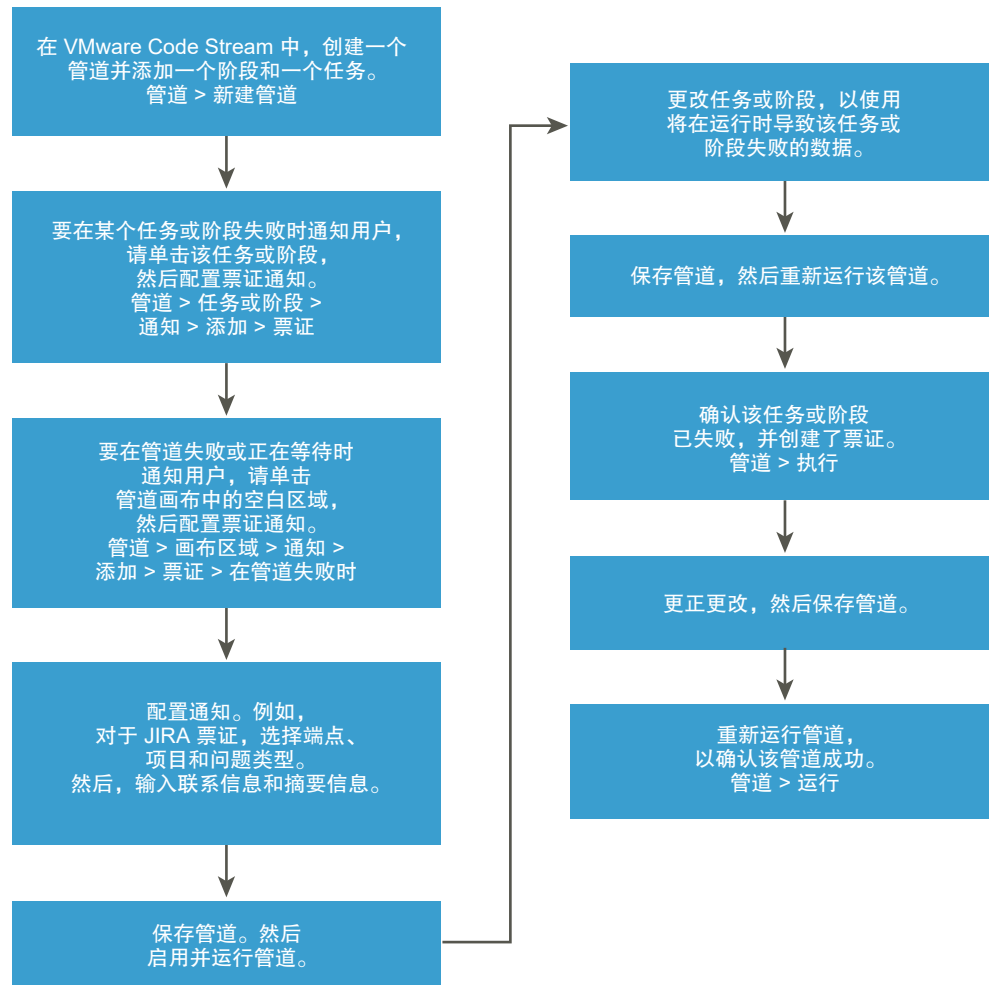 在 VMware Code Stream 中，创建一个
管道并添加一个阶段和一个任务。
管道 > 新建管道
要在某个任务或阶段失败时通知用户，
请单击该任务或阶段，
然后配置票证通知。
管道 > 任务或阶段 >
通知 > 添加 > 票证
要在管道失败或正在等待时
通知用户，请单击
管道画布中的空白区域，
然后配置票证通知。
管道 > 画布区域 > 通知 >
添加 > 票证 > 在管道失败时
配置通知。例如，
对于 JIRA 票证，选择端点、
项目和问题类型。
然后，输入联系信息和摘要信息。
保存管道。然后
启用并运行管道。
更改任务或阶段，以使用
将在运行时导致该任务或
阶段失败的数据。
保存管道，然后重新运行该管道。
确认该任务或阶段
已失败，并创建了票证。
管道 > 执行
更正更改，然后保存管道。
重新运行管道，
以确认该管道成功。
管道 > 运行